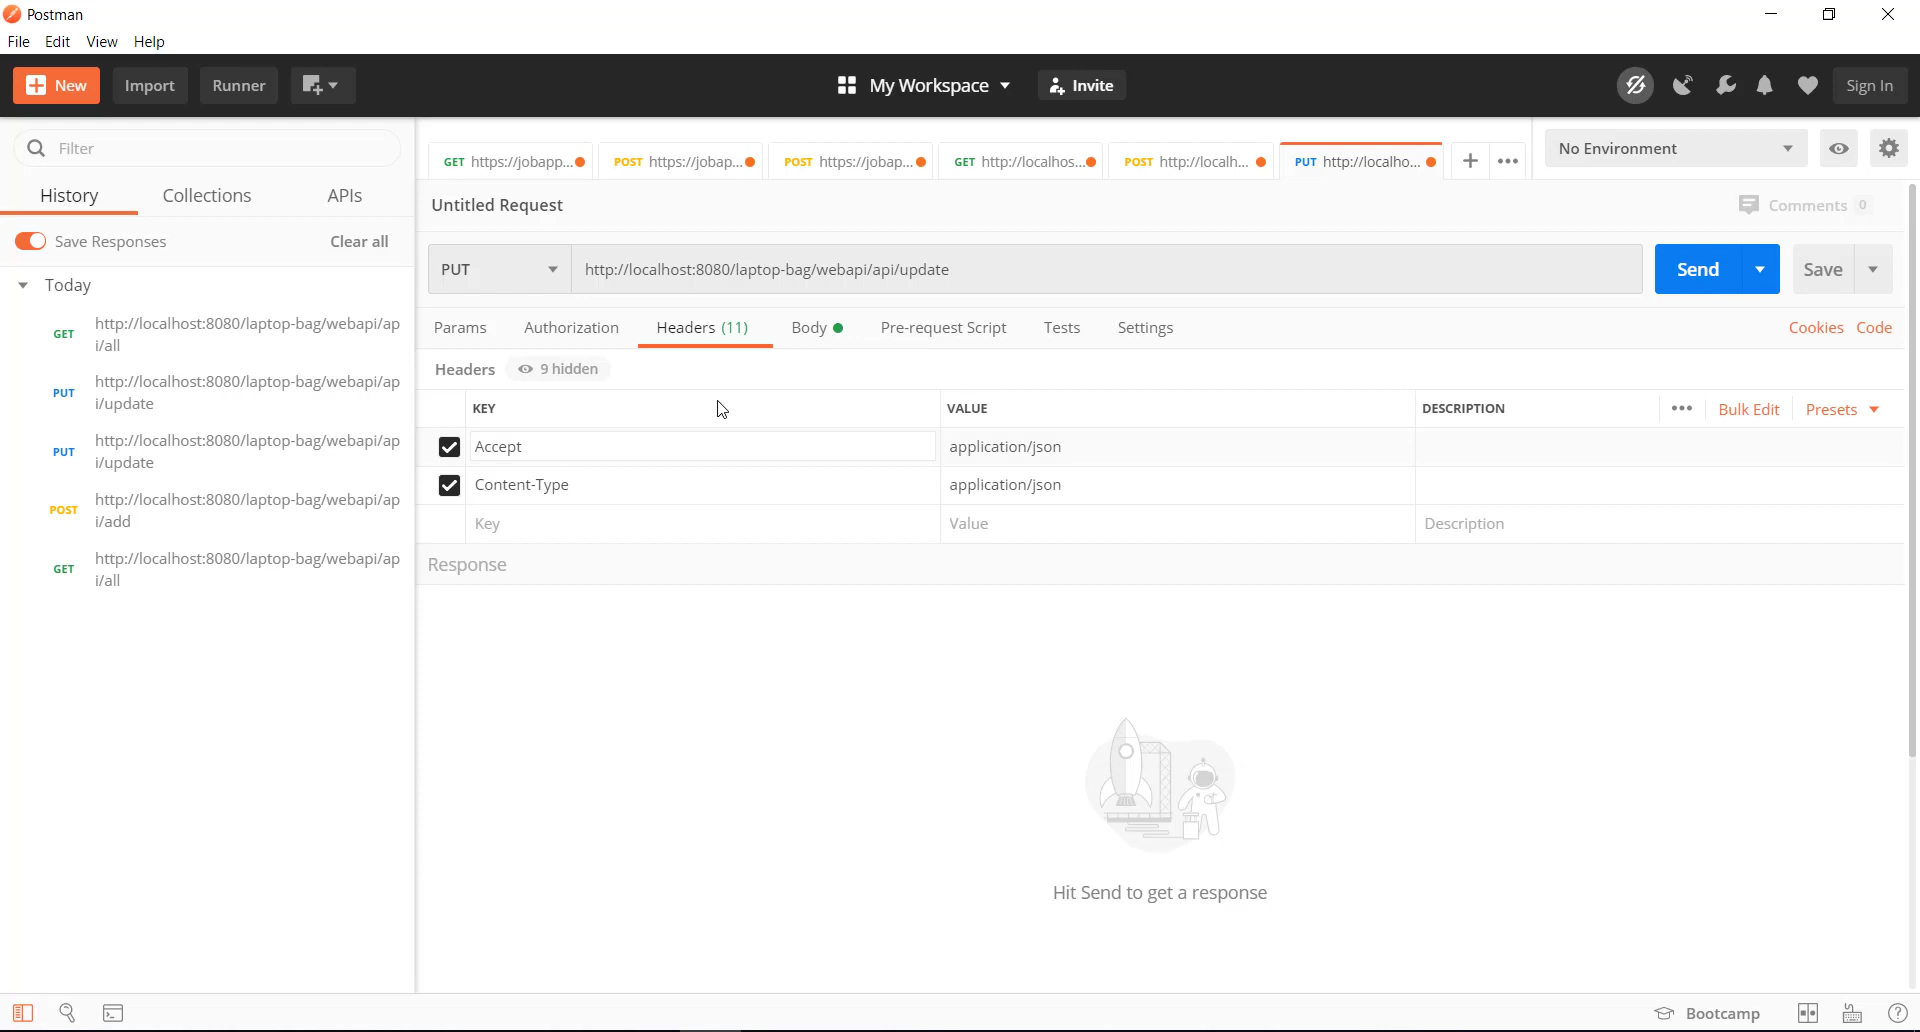 Postman
File Edit View Help
New Import Runner My Workspace Invite Sign In
Filter
History Collections APIs
Save Responses Clear all
Today
GET http://localhost:8080/laptop-bag/webapi/ap
i/all
PUT http://localhost:8080/laptop-bag/webapi/ap
i/update
PUT http://localhost:8080/laptop-bag/webapi/ap
i/update
POST http://localhost:8080/laptop-bag/webapi/ap
i/add
GET http://localhost:8080/laptop-bag/webapi/ap
i/all
GET https://jobapp... POST https://jobap... POST https://jobap... GET http://localhos... POST http://localh... PUT http://localho... No Environment
Untitled Request Comments 0
PUT http://localhost:8080/laptop-bag/webapi/api/update Send Save
Params Authorization Headers (11) Body Pre-request Script Tests Settings Cookies Code
Headers 9 hidden
KEY VALUE DESCRIPTION Bulk Edit Presets
Accept application/json
Content-Type application/json
Key Value Description
Response
Hit Send to get a response
Bootcamp